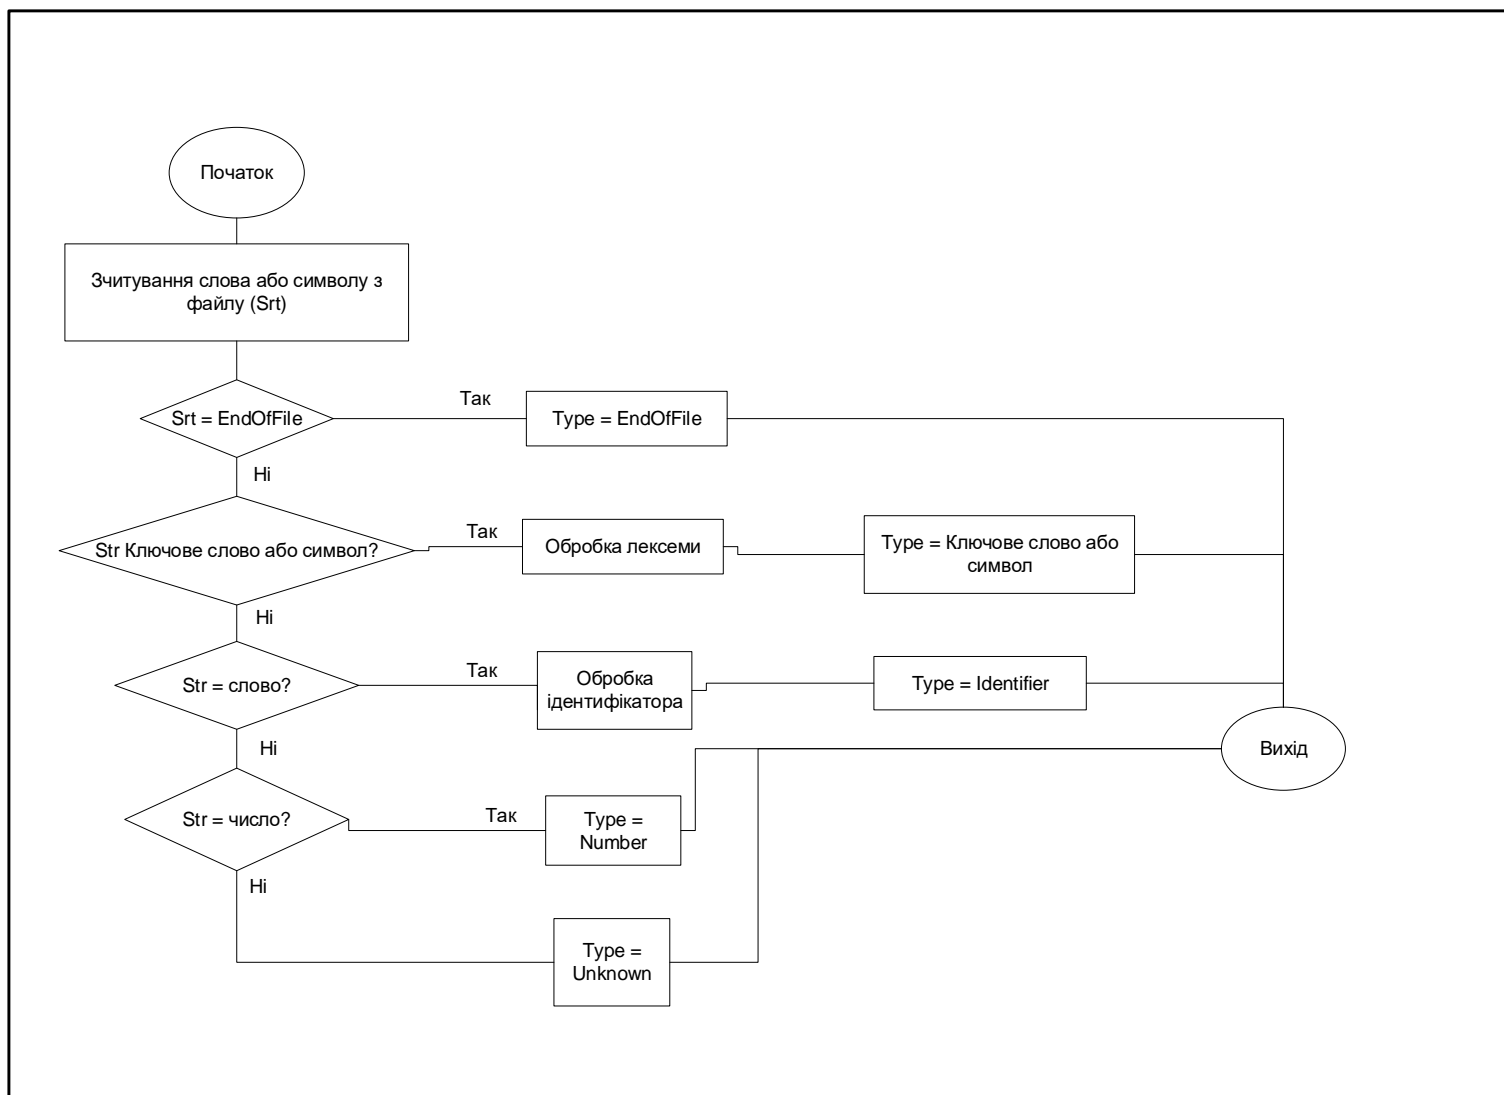 Початок
Зчитування слова або символу з
файлу (Srt)
Srt = EndOfFile
Так
Type = EndOfFile
Ні
Str Ключове слово або символ?
Так
Обробка лексеми
Type = Ключове слово або
символ
Ні
Str = слово?
Так
Обробка
ідентифікатора
Type = Identifier
Вихід
Ні
Str = число?
Так
Type =
Number
Ні
Type =
Unknown